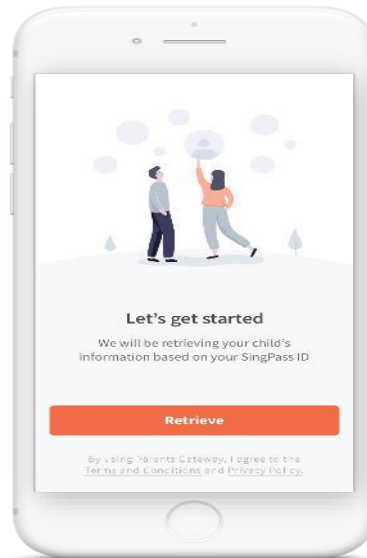 Let's get started
We will be retrieving your child's
information based on your SingPass ID
Retrieve
By using Parents Gateway, I agree to the
Terms and Conditions and Privacy Policy.